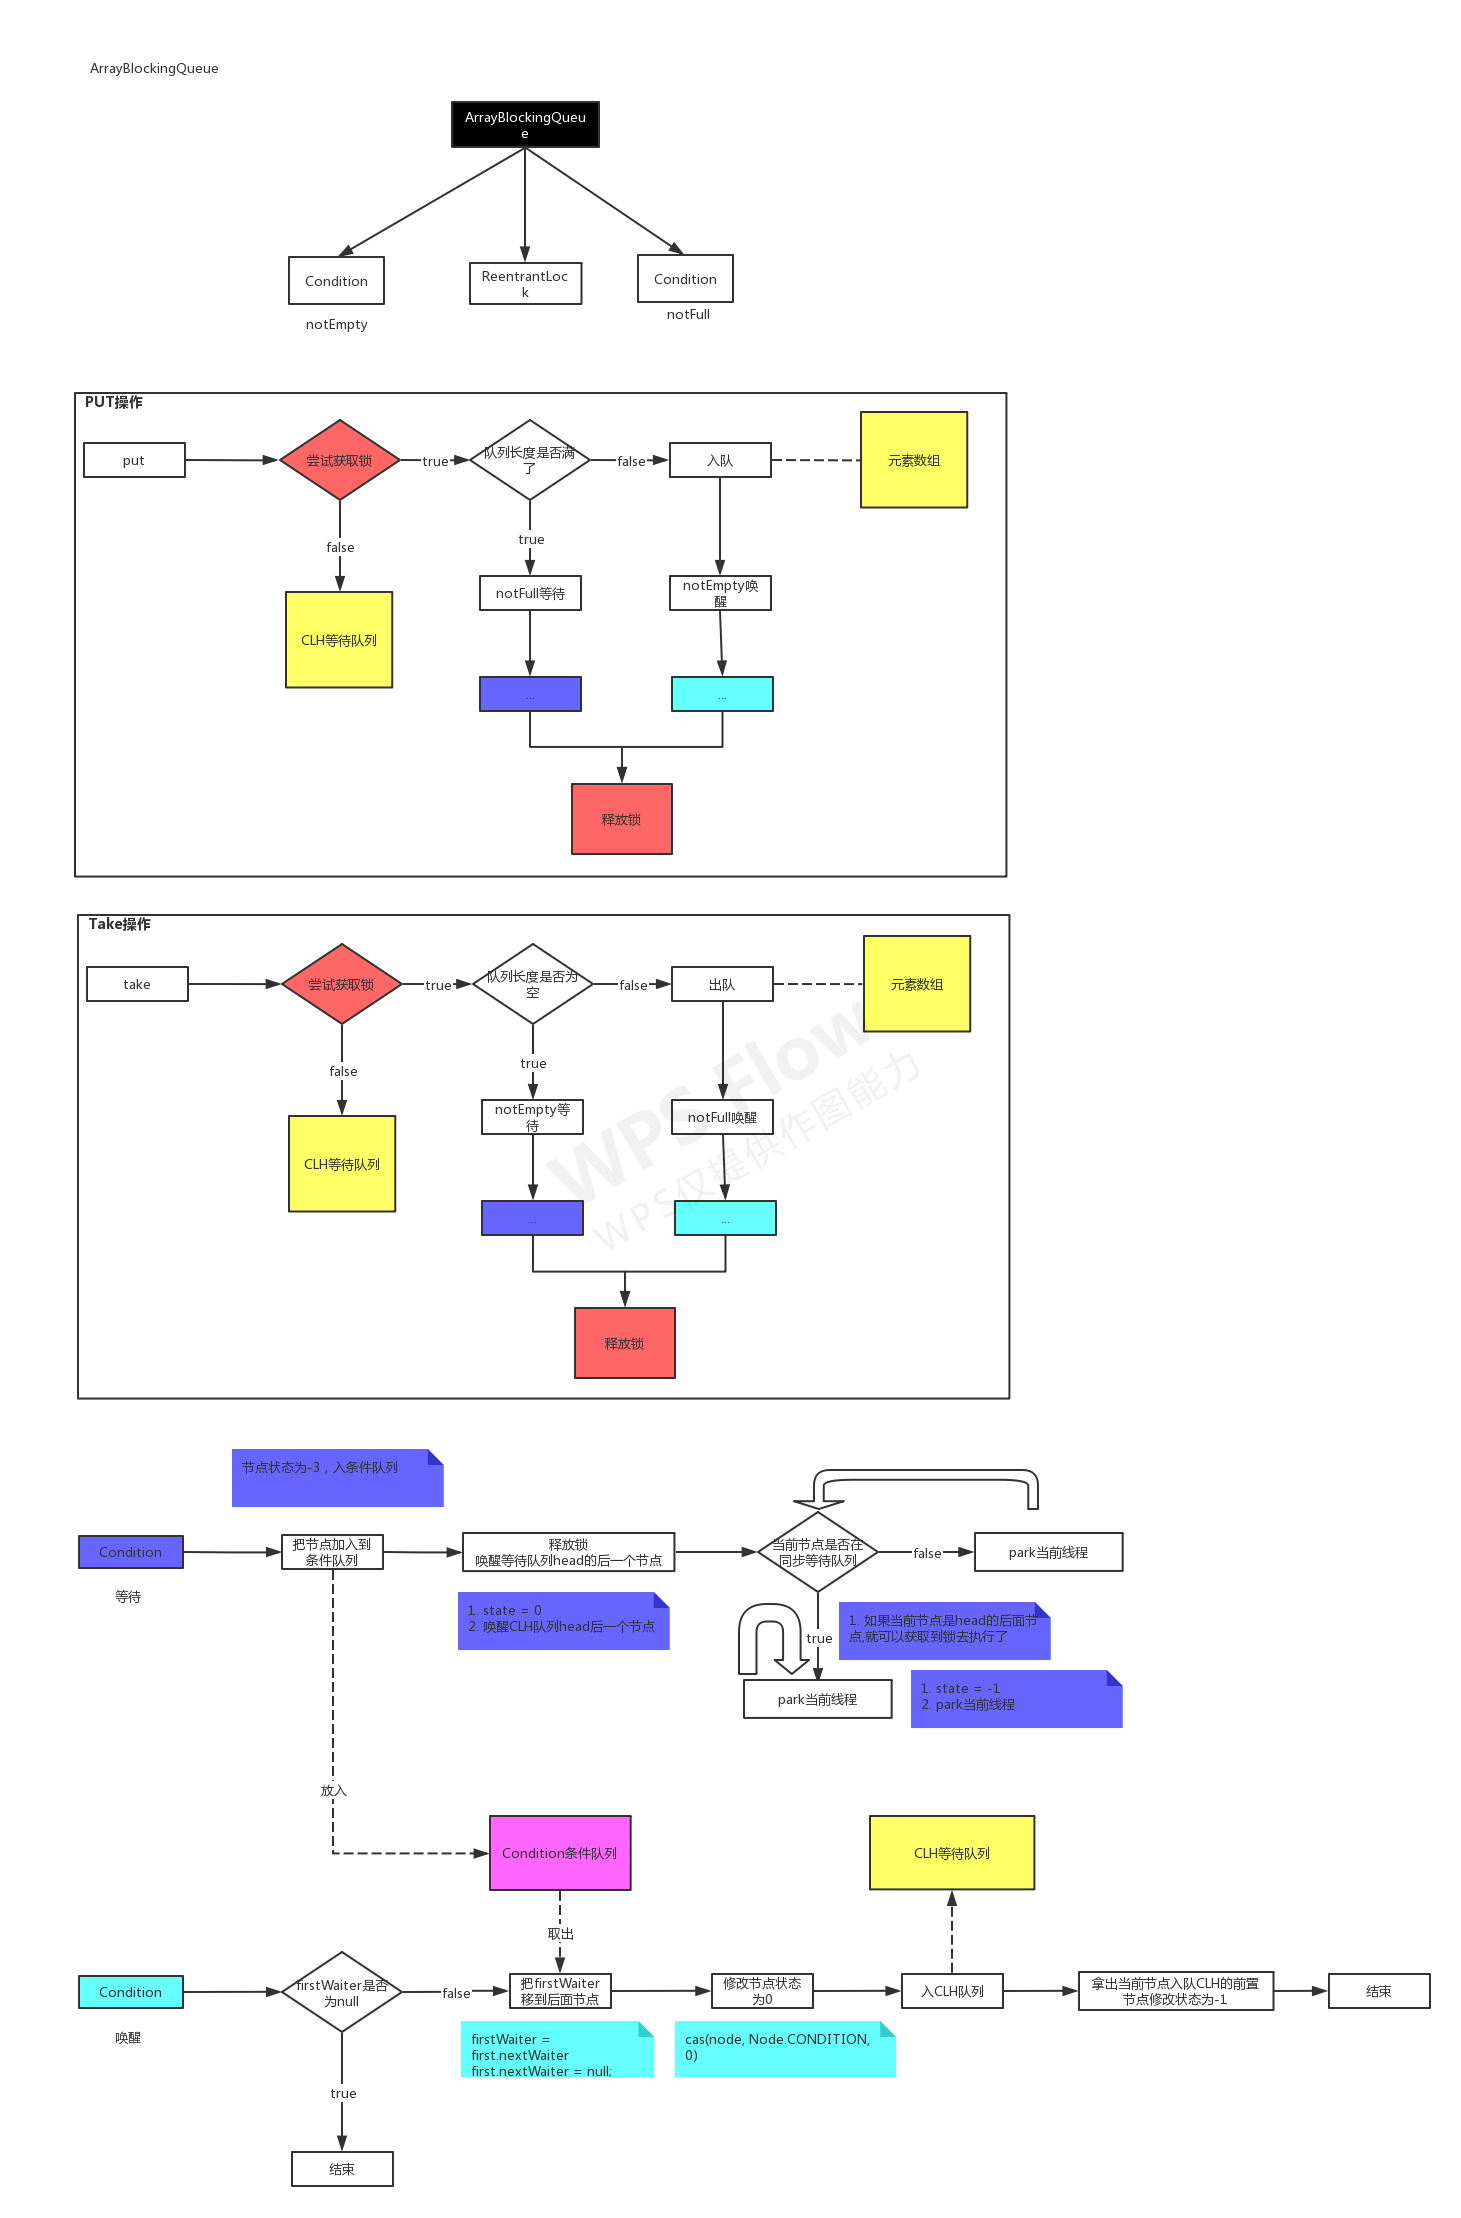 ArrayBlockingQueue
ArrayBlockingQueu
e
Condition
notEmpty
ReentrantLoc
k
Condition
notFull
PUT操作
put
尝试获取锁
true
队列长度是否满
了
false
入队
元素数组
false
true
CLH等待队列
notFull等待
notEmpty唤
醒
...
...
释放锁
Take操作
take
尝试获取锁
true
队列长度是否为
空
false
出队
元素数组
false
true
CLH等待队列
notEmpty等
待
notFull唤醒
...
...
释放锁
WPS Flow
WPS仅提供作图能力
节点状态为-3，入条件队列
Condition
等待
把节点加入到
条件队列
释放锁
唤醒等待队列head的后一个节点
当前节点是否在
同步等待队列
false
park当前线程
1. state = 0
2. 唤醒CLH队列head后一个节点
true
1. 如果当前节点是head的后面节
点,就可以获取到锁去执行了
park当前线程
1. state = -1
2. park当前线程
放入
Condition条件队列
CLH等待队列
取出
Condition
唤醒
firstWaiter是否
为null
false
把firstWaiter
移到后面节点
修改节点状态
为0
入CLH队列
拿出当前节点入队CLH的前置
节点修改状态为-1
结束
firstWaiter =
first.nextWaiter
first.nextWaiter = null;
cas(node, Node.CONDITION,
0)
true
结束